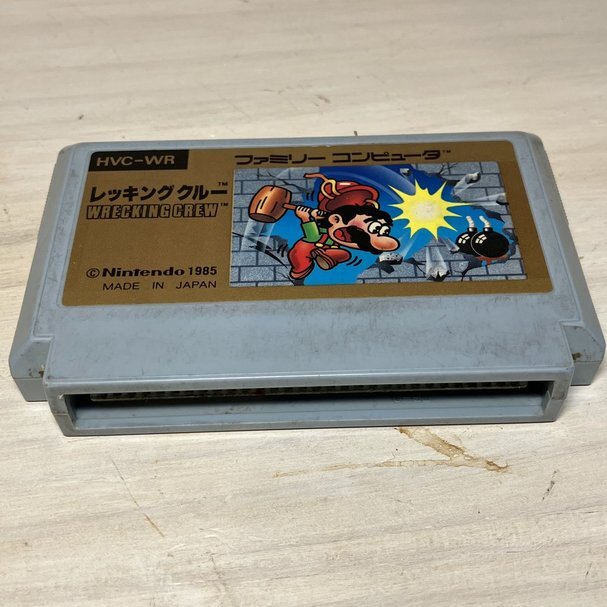 HVC-WR
ファミリー コンピュータ™
レッキングクルー™
WRECKING CREW™
©Nintendo 1985
MADE IN JAPAN